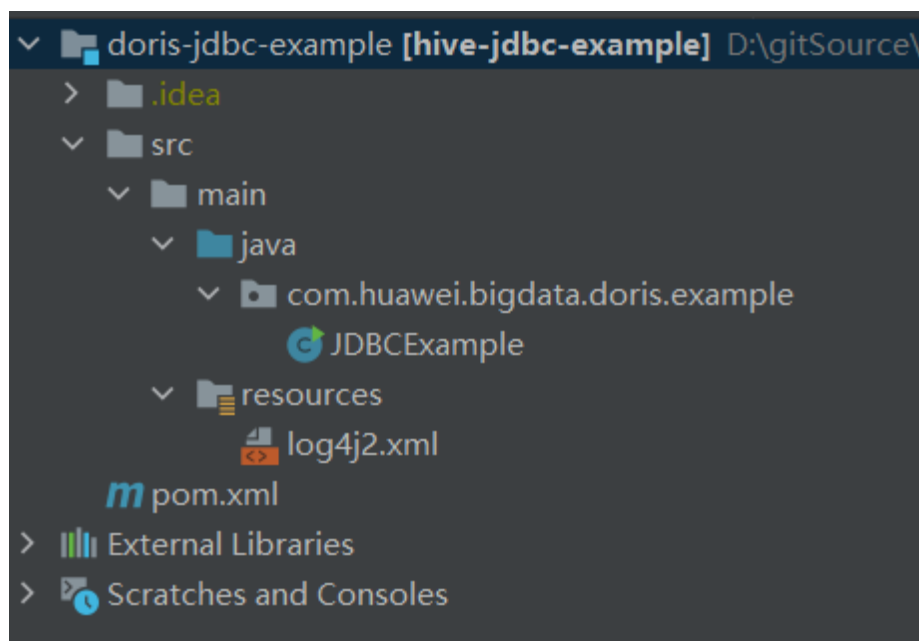 doris-jdbc-example [hive-jdbc-example] D:\gitSource\
.idea
src
main
java
com.huawei.bigdata.doris.example
JDBCExample
resources
log4j2.xml
pom.xml
External Libraries
Scratches and Consoles